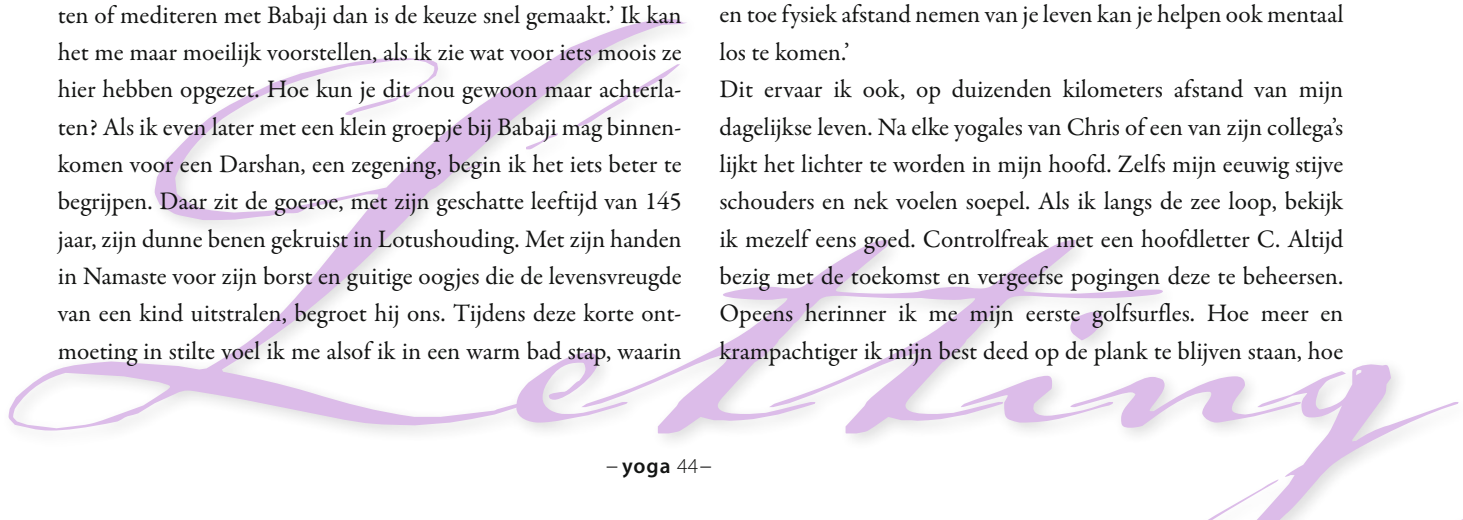 ten of mediteren met Babaji dan is de keuze snel gemaakt.’ Ik kan
het me maar moeilijk voorstellen, als ik zie wat voor iets moois ze
hier hebben opgezet. Hoe kun je dit nou gewoon maar achterla-
ten? Als ik even later met een klein groepje bij Babaji mag binnen-
komen voor een Darshan, een zegening, begin ik het iets beter te
begrijpen. Daar zit de goeroe, met zijn geschatte leeftijd van 145
jaar, zijn dunne benen gekruist in Lotushouding. Met zijn handen
in Namaste voor zijn borst en guitige oogjes die de levensvreugde
van een kind uitstralen, begroet hij ons. Tijdens deze korte ont-
moeting in stilte voel ik me alsof ik in een warm bad stap, waarin
en toe fysiek afstand nemen van je leven kan je helpen ook mentaal
los te komen.’
Dit ervaar ik ook, op duizenden kilometers afstand van mijn
dagelijkse leven. Na elke yogales van Chris of een van zijn collega’s
lijkt het lichter te worden in mijn hoofd. Zelfs mijn eeuwig stijve
schouders en nek voelen soepel. Als ik langs de zee loop, bekijk
ik mezelf eens goed. Controlfreak met een hoofdletter C. Altijd
bezig met de toekomst en vergeefse pogingen deze te beheersen.
Opeens herinner ik me mijn eerste golfsurfles. Hoe meer en
krampachtiger ik mijn best deed op de plank te blijven staan, hoe
Letting
–yoga 44–